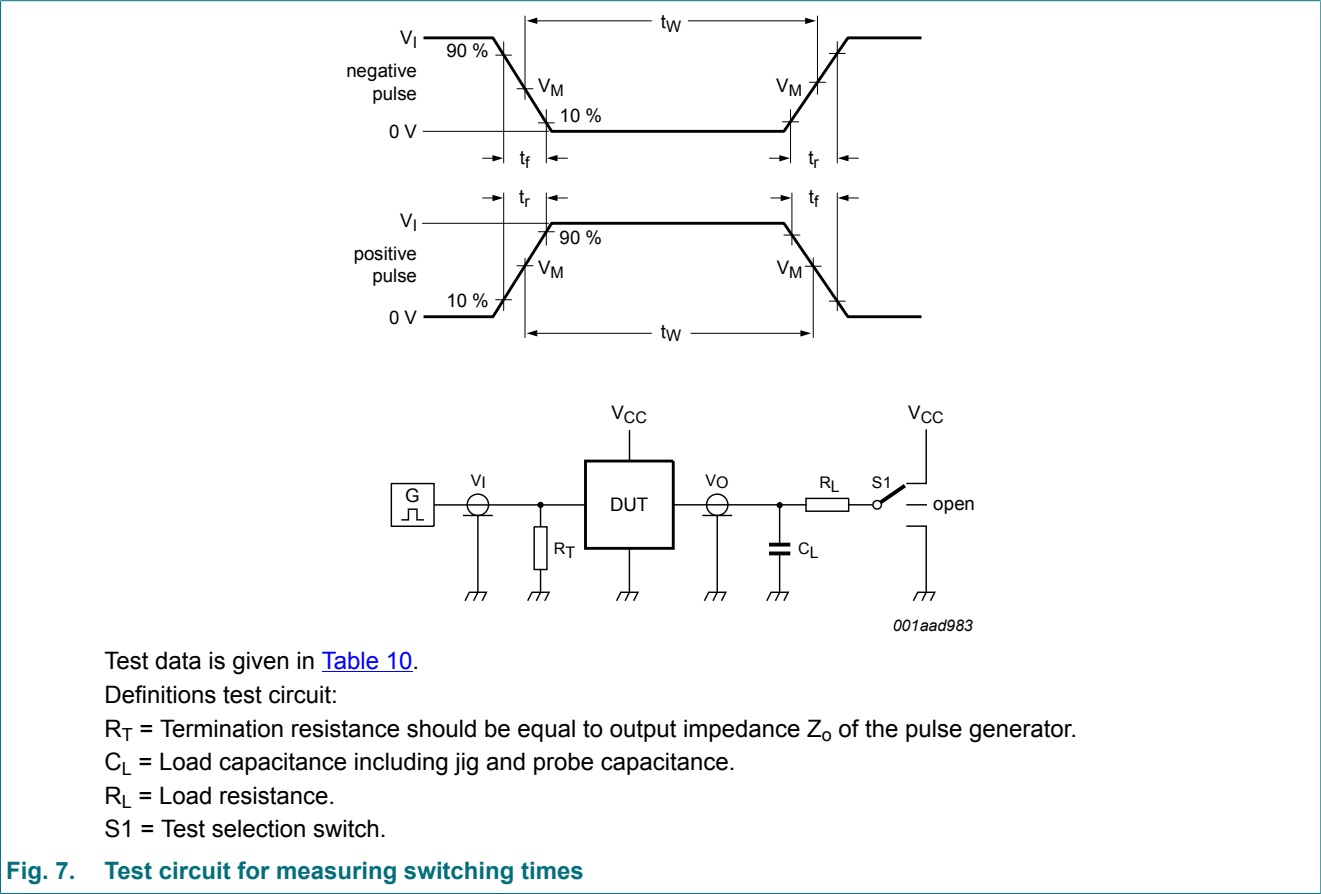 tW
VI
90 %
negative
pulse
VM
VM
10 %
0 V
tf
tr
tr
tf
VI
90 %
positive
pulse
VM
VM
10 %
0 V
tW
VCC
VCC
G
VI
DUT
VO
RL
S1
open
RT
CL
001aad983
Test data is given in Table 10.
Definitions test circuit:
RT = Termination resistance should be equal to output impedance Zo of the pulse generator.
CL = Load capacitance including jig and probe capacitance.
RL = Load resistance.
S1 = Test selection switch.
Fig. 7. Test circuit for measuring switching times